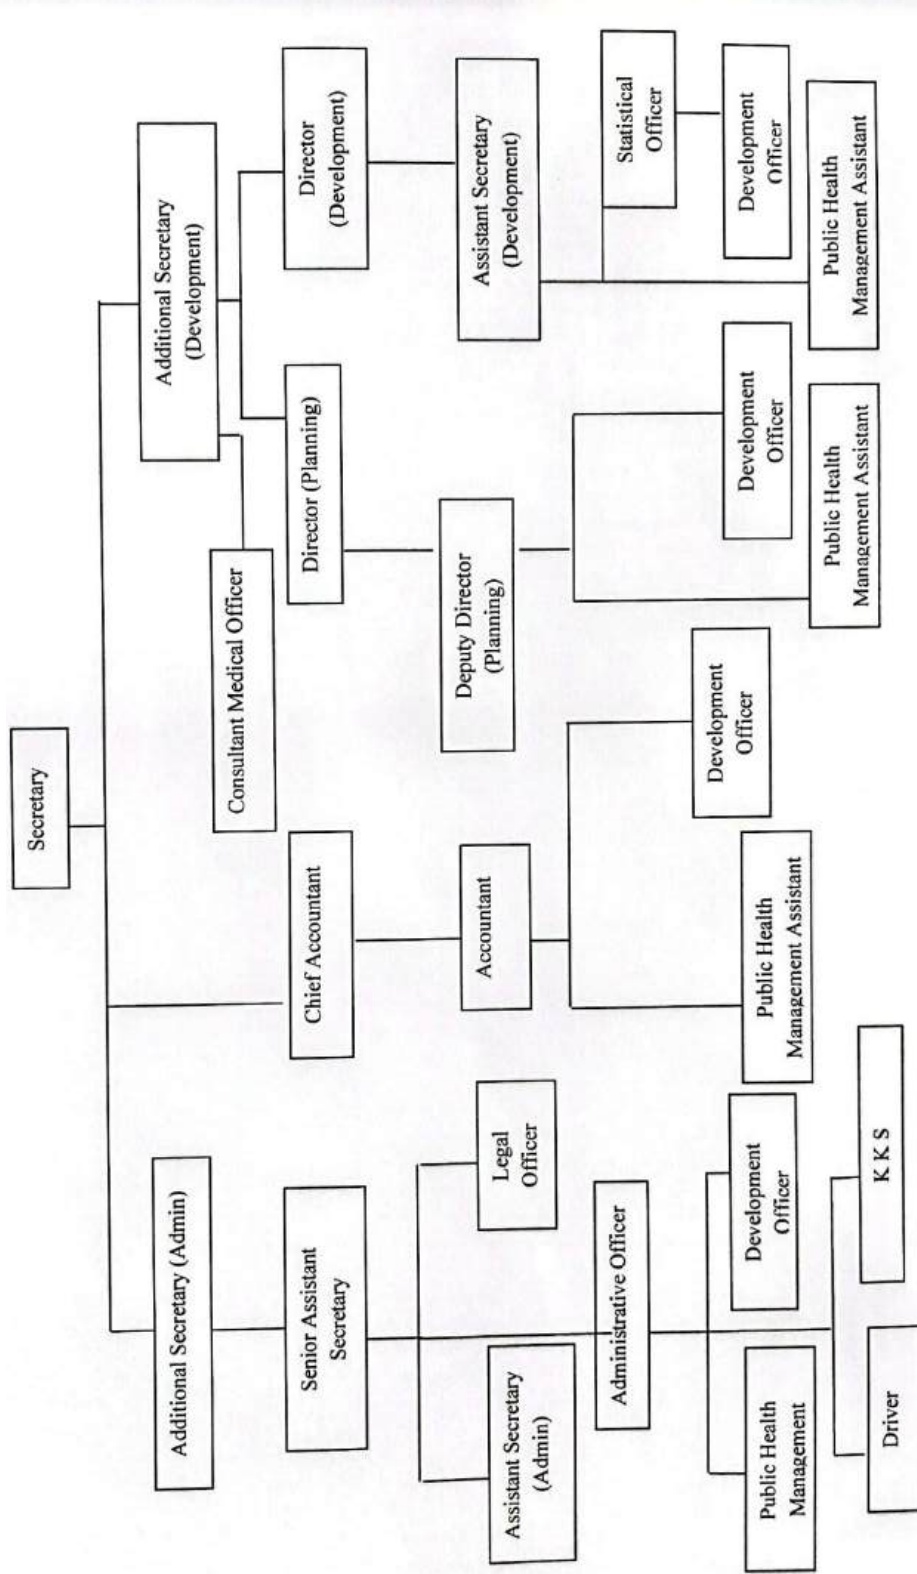 Secretary
Additional Secretary (Admin)
Additional Secretary
(Development)
Consultant Medical Officer
Senior Assistant
Secretary
Chief Accountant
Director (Planning)
Director
(Development)
Assistant Secretary
(Admin)
Legal
Officer
Accountant
Deputy Director
(Planning)
Assistant Secretary
(Development)
Administrative Officer
Statistical
Officer
Public Health
Management
Development
Officer
Public Health
Management Assistant
Development
Officer
Development
Officer
Development
Officer
Public Health
Management Assistant
Public Health
Management Assistant
Driver
K K S